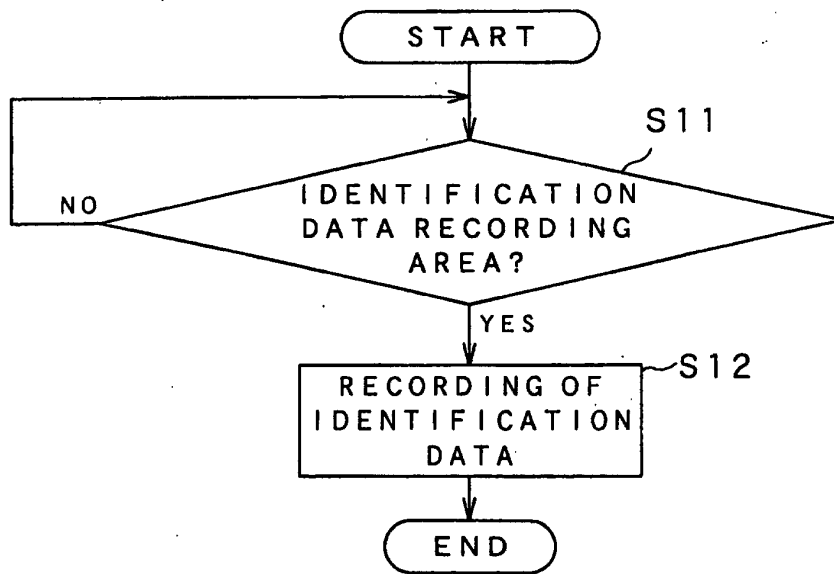 START
S11
IDENTIFICATION
DATA RECORDING
AREA?
NO
YES
S12
RECORDING OF
IDENTIFICATION
DATA
END